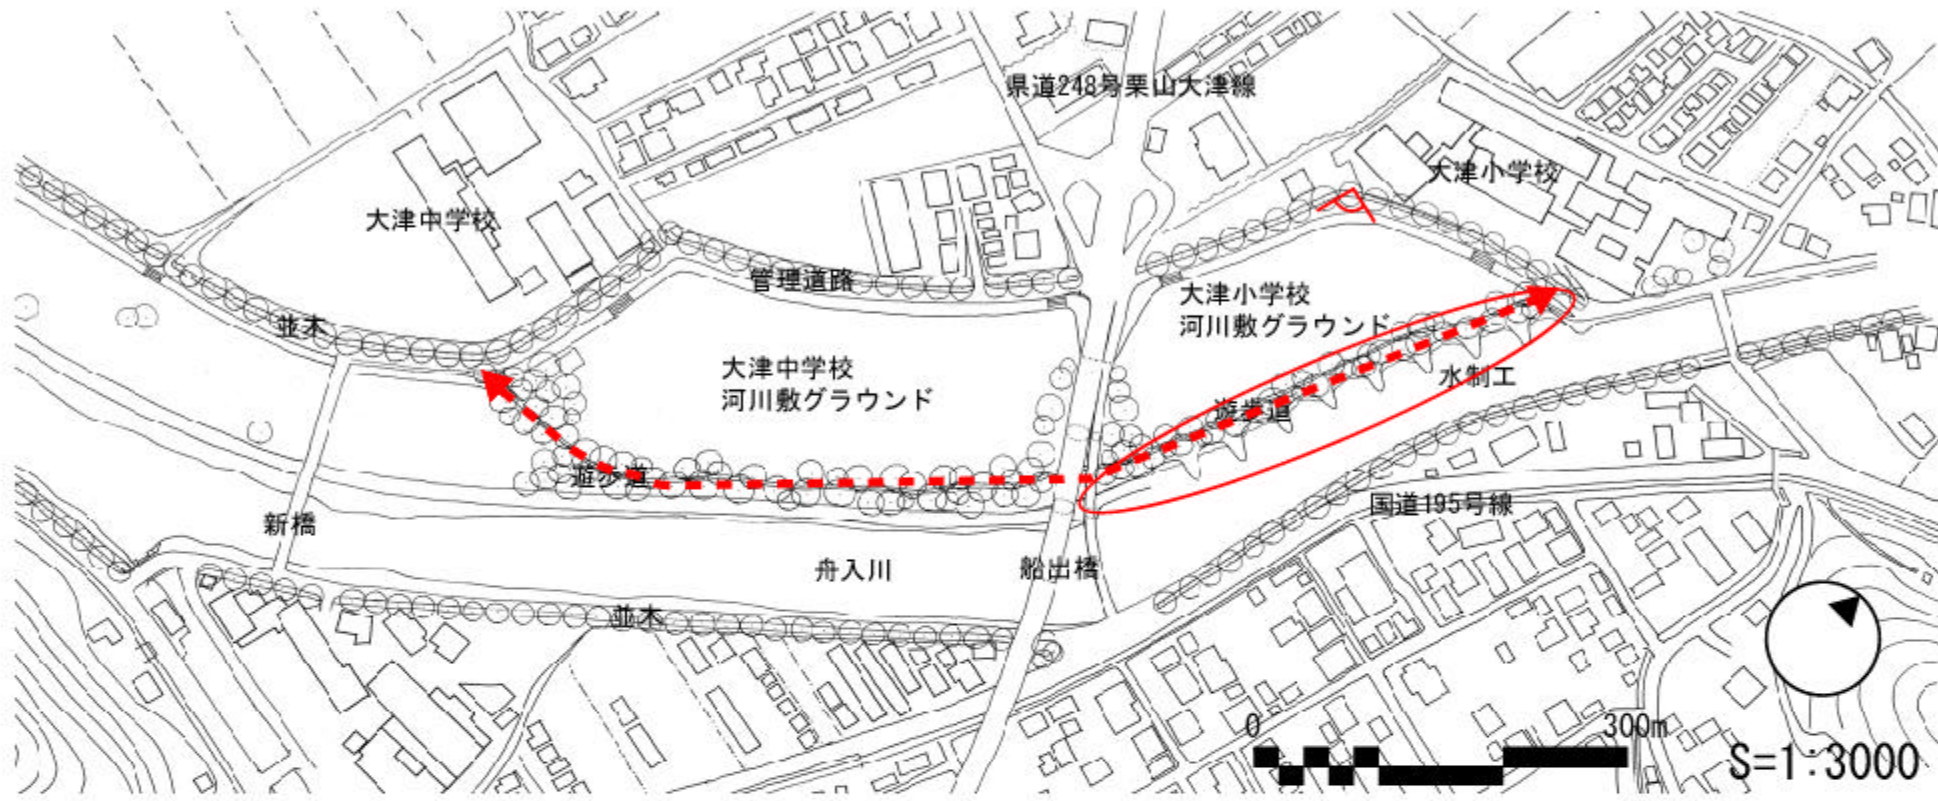 県道248号栗山大津線
大津小学校
大津中学校
管理道路
大津小学校
河川敷グラウンド
並木
大津中学校
河川敷グラウンド
水制工
遊歩道
遊歩道
国道195号線
新橋
舟入川
船出橋
並木
0
300m
S=1:3000